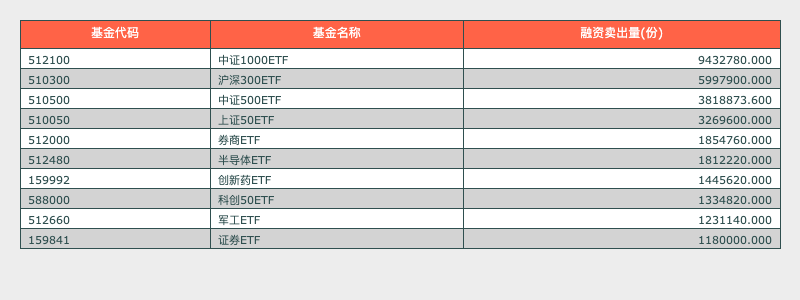 基金代码 基金名称 融资卖出量(份)
512100 中证1000ETF 9432780.000
510300 沪深300ETF 5997900.000
510500 中证500ETF 3818873.600
510050 上证50ETF 3269600.000
512000 券商ETF 1854760.000
512480 半导体ETF 1812220.000
159992 创新药ETF 1445620.000
588000 科创50ETF 1334820.000
512660 军工ETF 1231140.000
159841 证券ETF 1180000.000